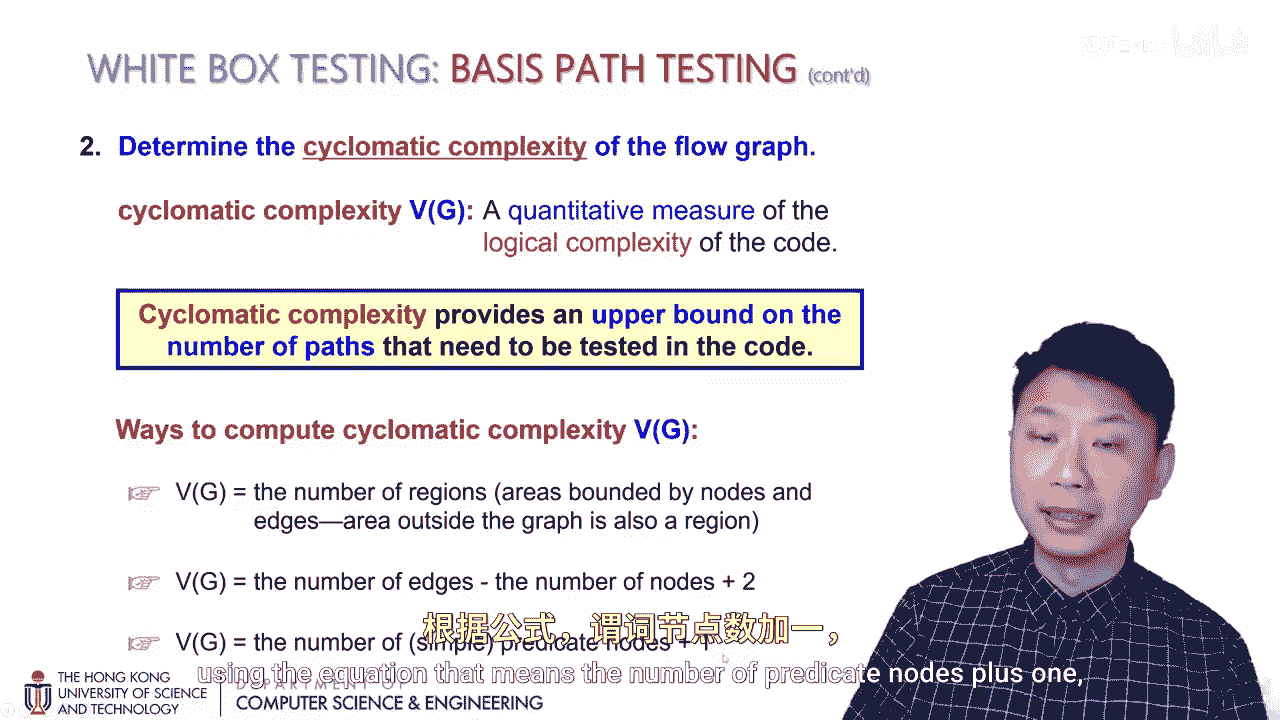 WHITE BOX TESTING: BASIS PATH TESTING (cont'd)
2. Determine the cyclomatic complexity of the flow graph.
cyclomatic complexity V(G): A quantitative measure of the
logical complexity of the code.
Cyclomatic complexity provides an upper bound on the
number of paths that need to be tested in the code.
Ways to compute cyclomatic complexity V(G):
☞ V(G) = the number of regions (areas bounded by nodes and
edges—area outside the graph is also a region)
☞ V(G) = the number of edges - the number of nodes + 2
☞ V(G) = the number of (simple) predicate nodes + 1
根据公式，谓词节点数加一，
using the equation that means the number of predicate nodes plus one,
THE HONG KONG
UNIVERSITY OF SCIENCE
AND TECHNOLOGY
DEPARTMENT OF
COMPUTER SCIENCE & ENGINEERING